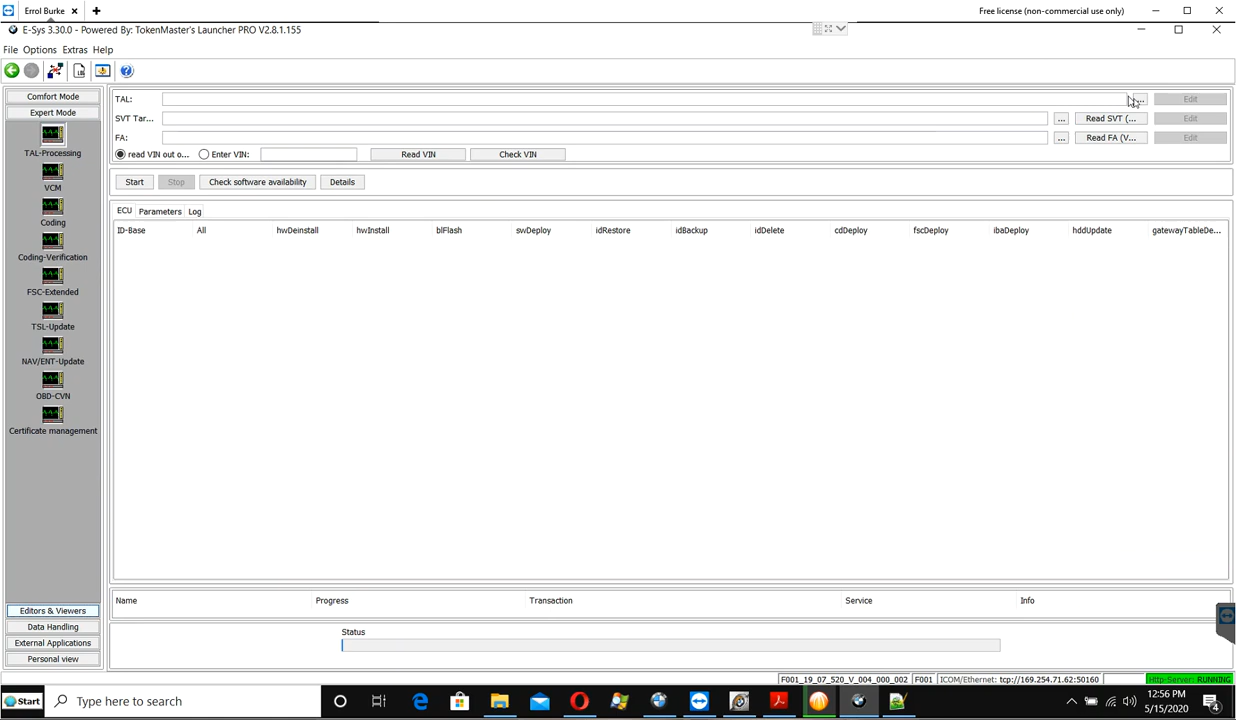 Errol Burke
Free license (non-commercial use only)
E-Sys 3.30.0 - Powered By: TokenMaster's Launcher PRO V2.8.1.155
File Options Extras Help
Comfort Mode
Expert Mode
TAL-Processing
VCM
Coding
Coding-Verification
FSC-Extended
TSL-Update
NAV/ENT-Update
OBD-CVN
Certificate management
Editors & Viewers
Data Handling
External Applications
Personal view
TAL: ... Edit
SVT Tar... ... Read SVT (... Edit
FA: ... Read FA (V... Edit
read VIN out o... Enter VIN: Read VIN Check VIN
Start Stop Check software availability Details
ECU Parameters Log
ID-Base All hwDeinstall hwInstall blFlash swDeploy idRestore idBackup idDelete cdDeploy fscDeploy ibaDeploy hddUpdate gatewayTableDe...
Name Progress Transaction Service Info
Status
F001_19_07_520_V_004_000_002 F001 ICOM/Ethernet: tcp://169.254.71.62:50160 Http-Server: RUNNING
Start Type here to search 12:56 PM
5/15/2020 4